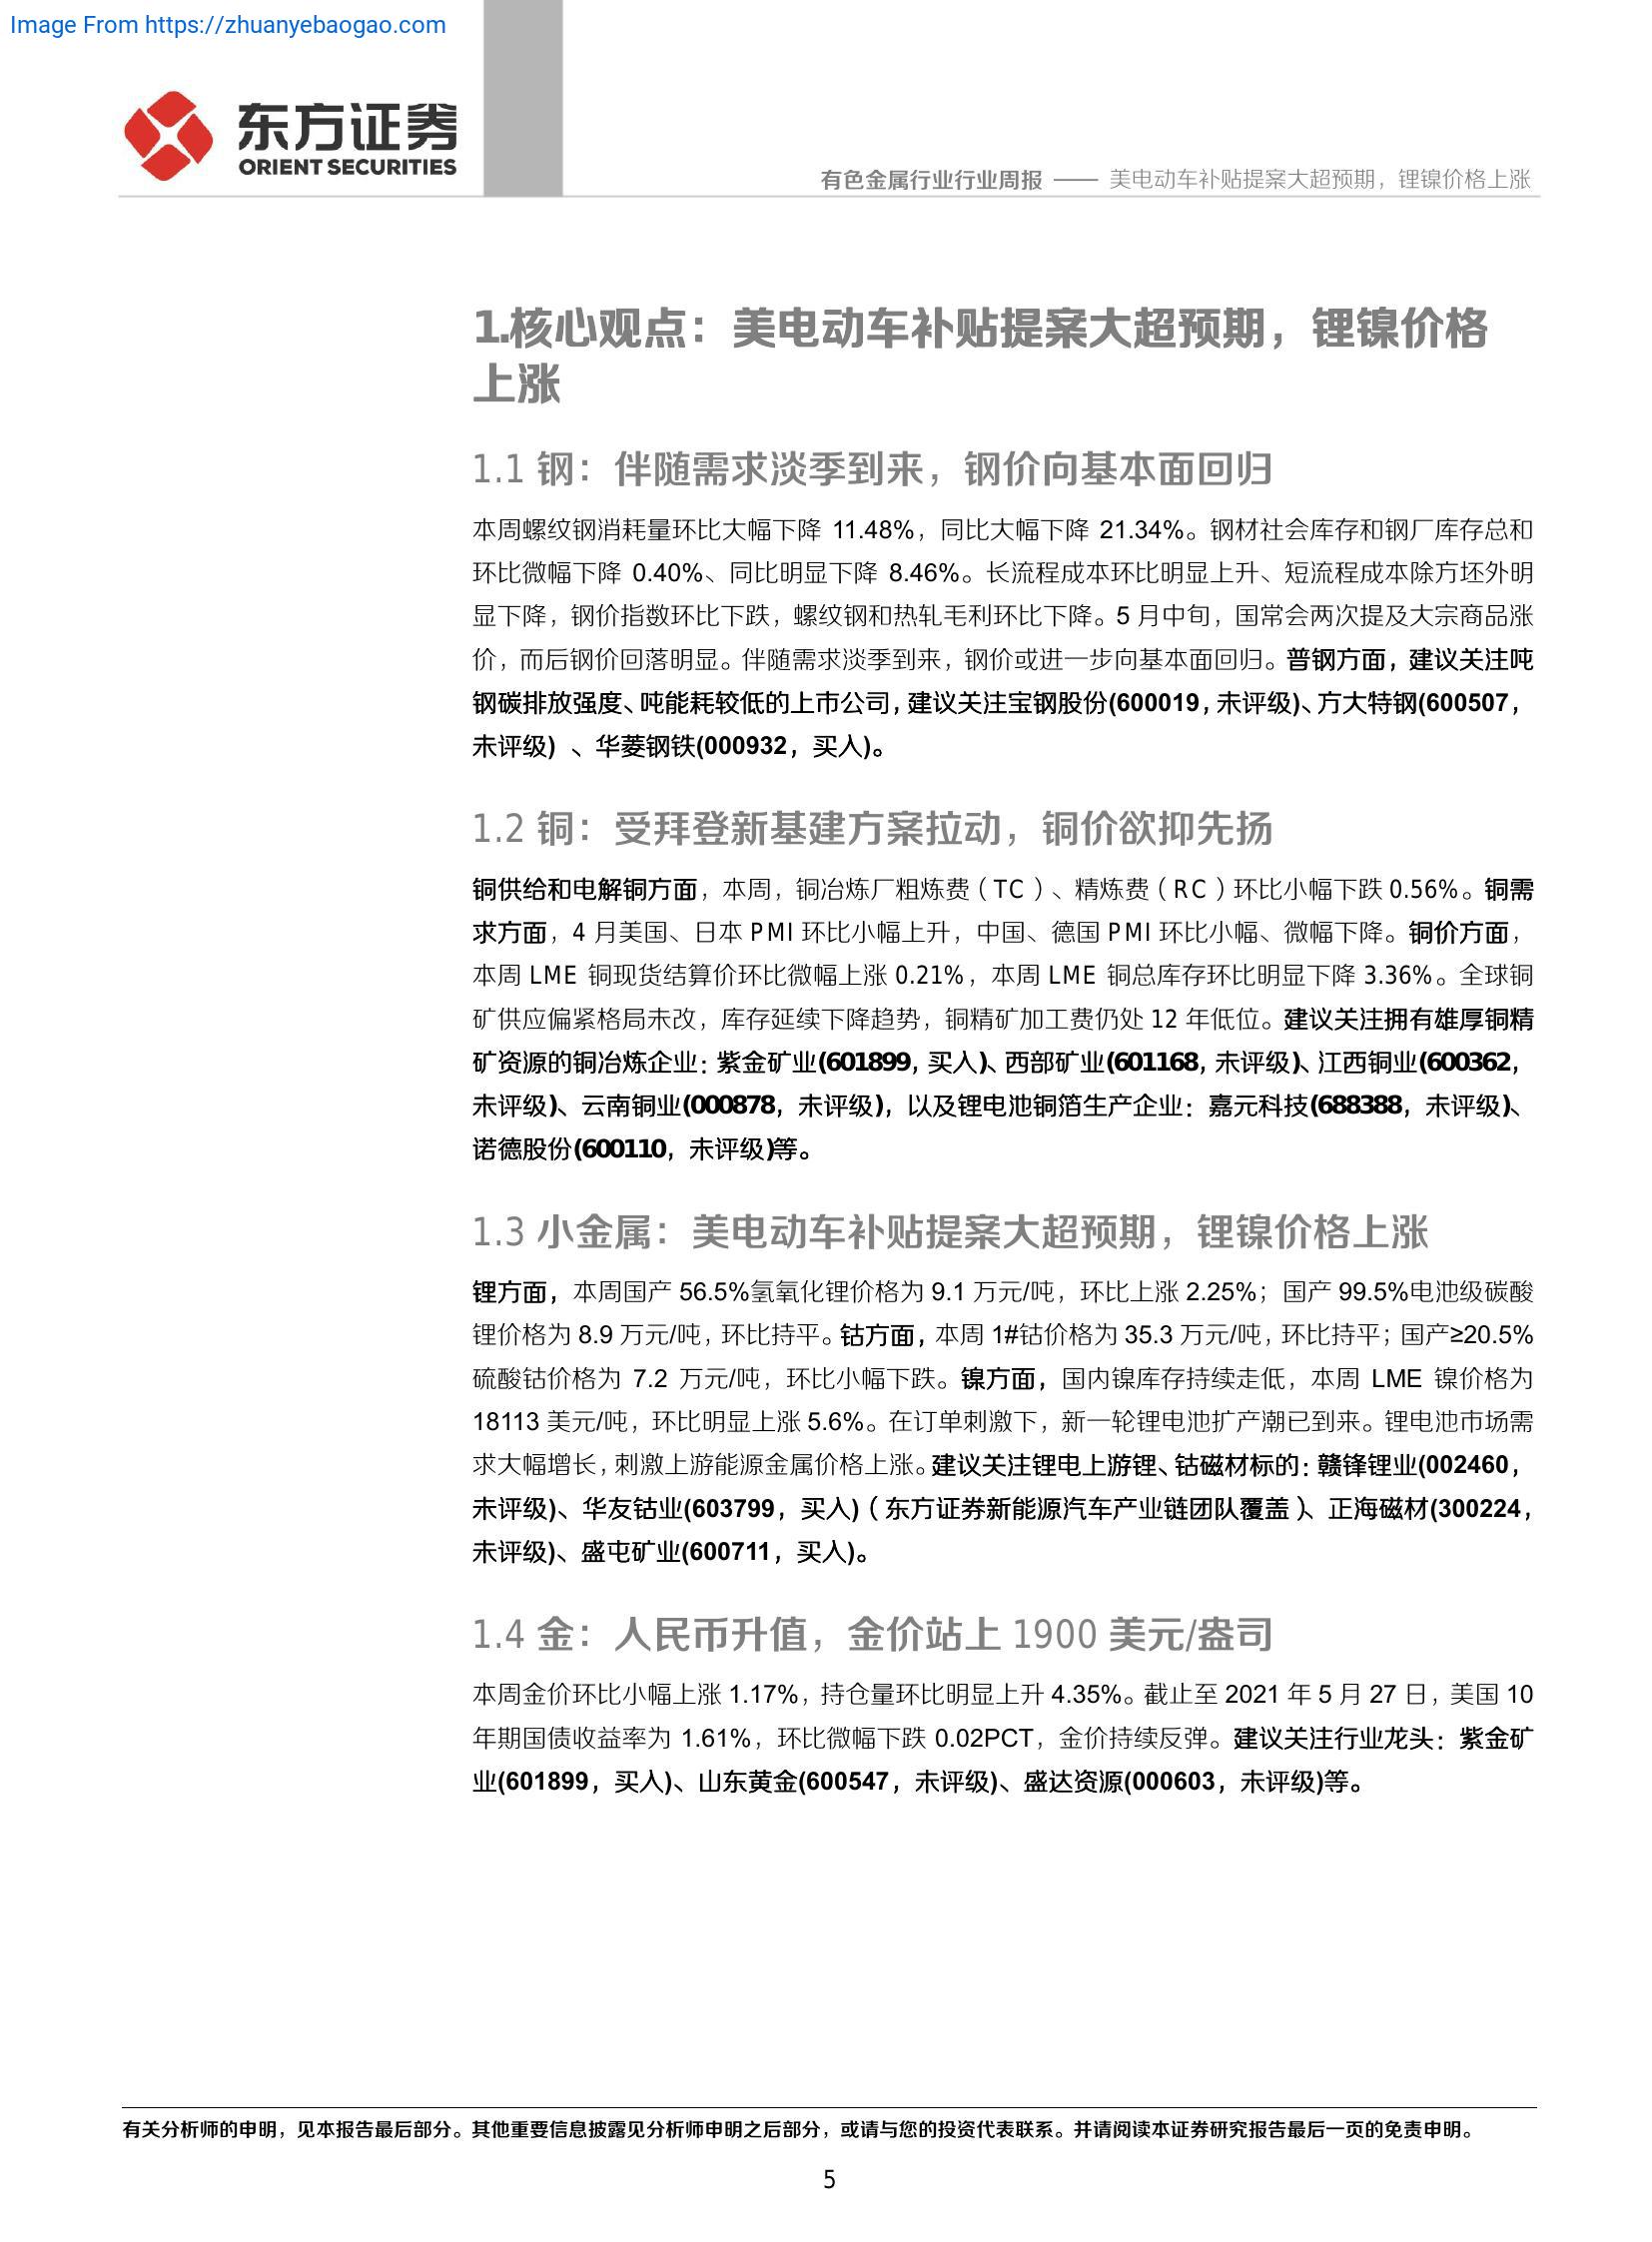 Image From https://zhuanyebaogao.com
东方证券
ORIENT SECURITIES
有色金属行业行业周报 —— 美电动车补贴提案大超预期，锂镍价格上涨
1.核心观点：美电动车补贴提案大超预期，锂镍价格
上涨
1.1 钢：伴随需求淡季到来，钢价向基本面回归
本周螺纹钢消耗量环比大幅下降 11.48%，同比大幅下降 21.34%。钢材社会库存和钢厂库存总和
环比微幅下降 0.40%、同比明显下降 8.46%。长流程成本环比明显上升、短流程成本除方坯外明
显下降，钢价指数环比下跌，螺纹钢和热轧毛利环比下降。5 月中旬，国常会两次提及大宗商品涨
价，而后钢价回落明显。伴随需求淡季到来，钢价或进一步向基本面回归。普钢方面，建议关注吨
钢碳排放强度、吨能耗较低的上市公司，建议关注宝钢股份(600019，未评级)、方大特钢(600507，
未评级) 、华菱钢铁(000932，买入)。
1.2 铜：受拜登新基建方案拉动，铜价欲抑先扬
铜供给和电解铜方面，本周，铜冶炼厂粗炼费（TC）、精炼费（RC）环比小幅下跌 0.56%。铜需
求方面，4 月美国、日本 PMI 环比小幅上升，中国、德国 PMI 环比小幅、微幅下降。铜价方面，
本周 LME 铜现货结算价环比微幅上涨 0.21%，本周 LME 铜总库存环比明显下降 3.36%。全球铜
矿供应偏紧格局未改，库存延续下降趋势，铜精矿加工费仍处 12 年低位。建议关注拥有雄厚铜精
矿资源的铜冶炼企业：紫金矿业(601899，买入)、西部矿业(601168，未评级)、江西铜业(600362，
未评级)、云南铜业(000878，未评级)，以及锂电池铜箔生产企业：嘉元科技(688388，未评级)、
诺德股份(600110，未评级)等。
1.3 小金属：美电动车补贴提案大超预期，锂镍价格上涨
锂方面，本周国产 56.5%氢氧化锂价格为 9.1 万元/吨，环比上涨 2.25%；国产 99.5%电池级碳酸
锂价格为 8.9 万元/吨，环比持平。钴方面，本周 1#钴价格为 35.3 万元/吨，环比持平；国产≥20.5%
硫酸钴价格为 7.2 万元/吨，环比小幅下跌。镍方面，国内镍库存持续走低，本周 LME 镍价格为
18113 美元/吨，环比明显上涨 5.6%。在订单刺激下，新一轮锂电池扩产潮已到来。锂电池市场需
求大幅增长，刺激上游能源金属价格上涨。建议关注锂电上游锂、钴磁材标的：赣锋锂业(002460，
未评级)、华友钴业(603799，买入)（东方证券新能源汽车产业链团队覆盖）、正海磁材(300224，
未评级)、盛屯矿业(600711，买入)。
1.4 金：人民币升值，金价站上 1900 美元/盎司
本周金价环比小幅上涨 1.17%，持仓量环比明显上升 4.35%。截止至 2021 年 5 月 27 日，美国 10
年期国债收益率为 1.61%，环比微幅下跌 0.02PCT，金价持续反弹。建议关注行业龙头：紫金矿
业(601899，买入)、山东黄金(600547，未评级)、盛达资源(000603，未评级)等。
有关分析师的申明，见本报告最后部分。其他重要信息披露见分析师申明之后部分，或请与您的投资代表联系。并请阅读本证券研究报告最后一页的免责申明。
5